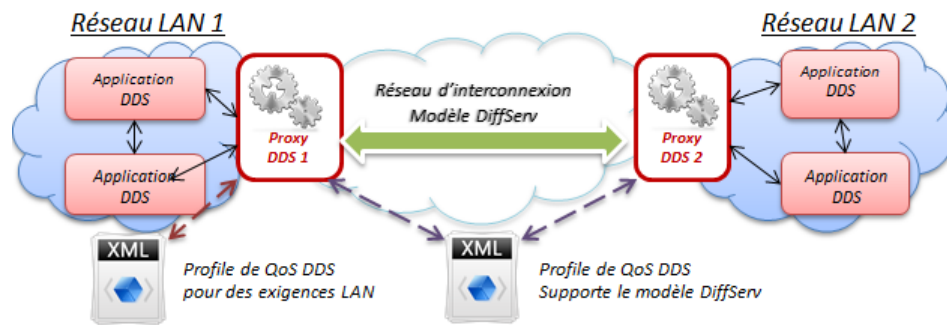 Réseau LAN 1
Réseau LAN 2
Application
DDS
Application
DDS
Proxy
DDS 1
Réseau d'interconnexion
Modèle DiffServ
Proxy
DDS 2
Application
DDS
Application
DDS
XML
Profile de QoS DDS
pour des exigences LAN
XML
Profile de QoS DDS
Supporte le modèle DiffServ